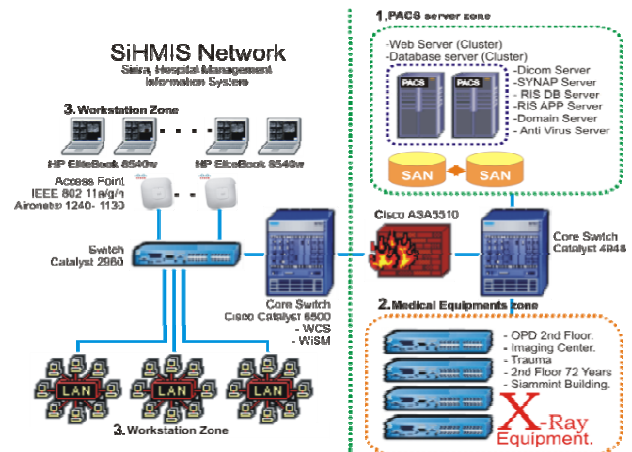 SiHMIS Network
Siriraj Hospital Management
Information System
3. Workstation Zone
HP EliteBook 8540w
HP EliteBook 8540w
Access Point
IEEE 802 11a/g/n
Aironetp 1240- 1130
Switch
Catalyst 2960
Core Switch
Cisco Catalyst 6500
- WCS
- WiSM
LAN
LAN
LAN
3. Workstation Zone
1. PACS server zone
-Web Server (Cluster)
-Database server (Cluster)
PACS
PACS
-Dicom Server
-SYNAP Server
- RIS DB Server
-RIS APP Server
-Domain Server
- Anti Virus Server
SAN
SAN
Cisco ASA5510
Core Switch
Catalyst 4948
2. Medical Equipments zone
- OPD 2nd Floor.
- Imaging Center.
- Trauma
- 2nd Floor 72 Years
- Siammint Building.
X-Ray
Equipment.